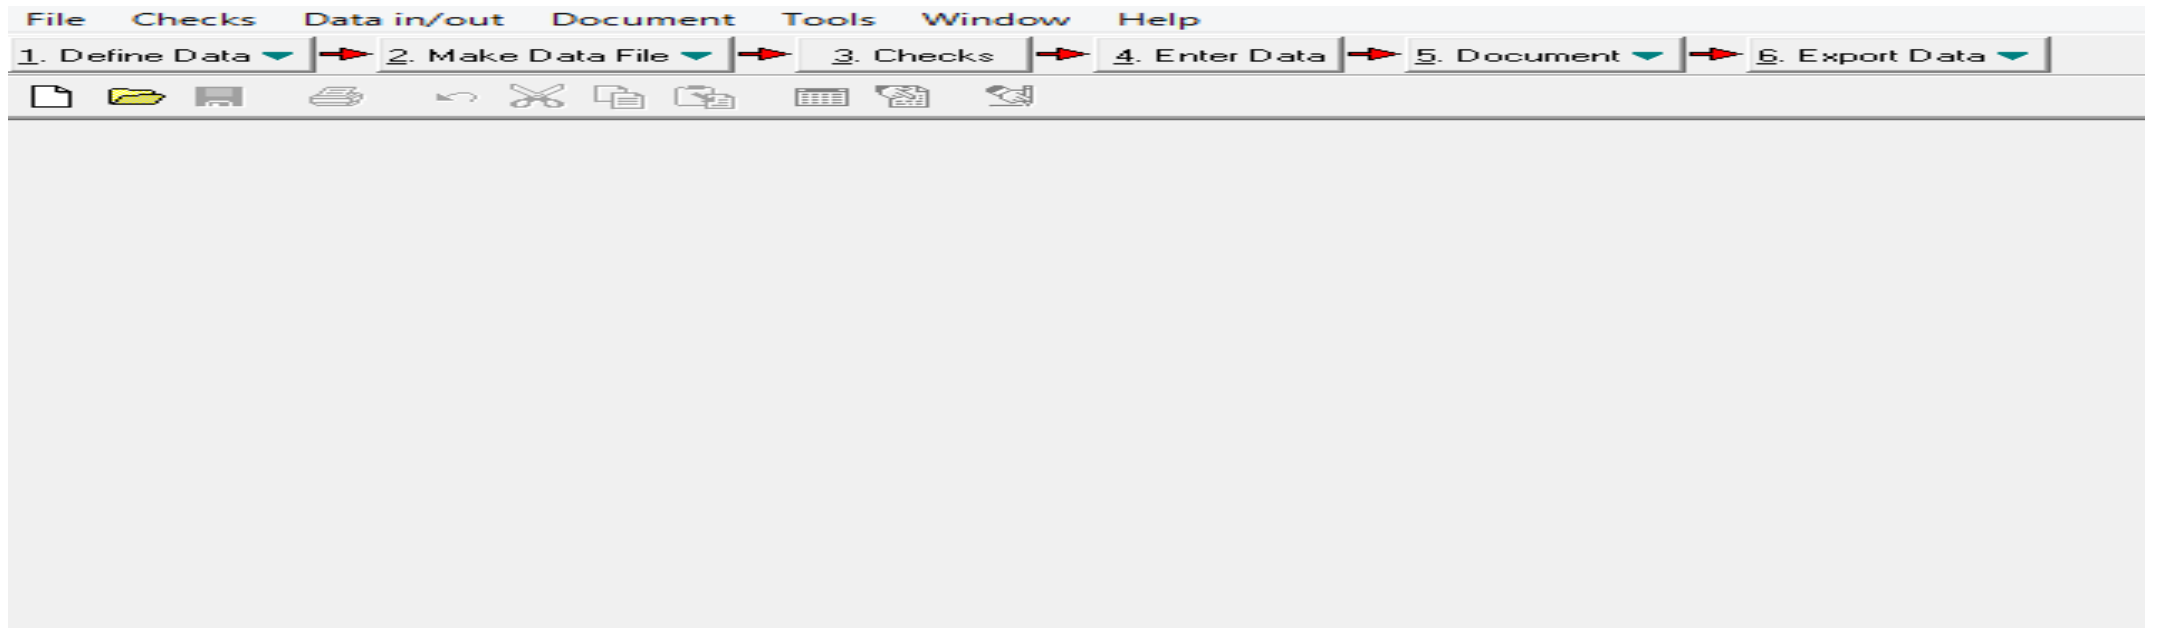 File Checks Data in/out Document Tools Window Help
1. Define Data 2. Make Data File 3. Checks 4. Enter Data 5. Document 6. Export Data